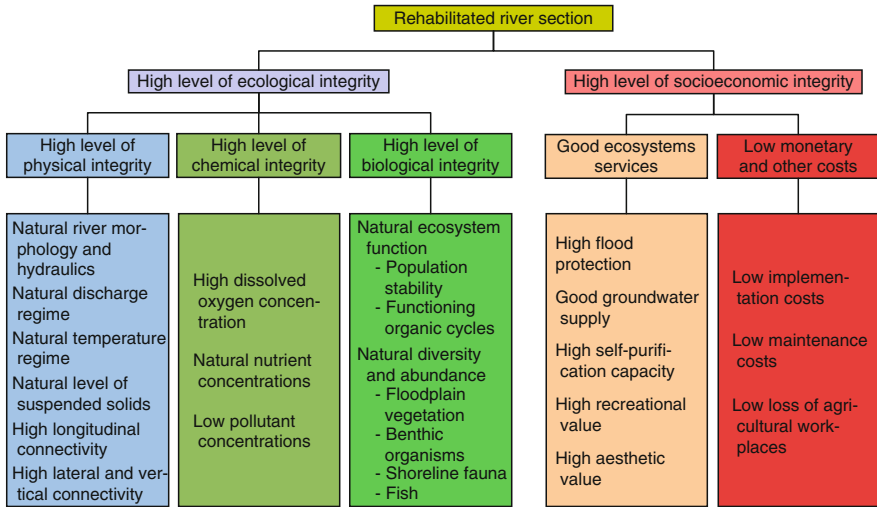 Rehabilitated river section
High level of ecological integrity
High level of socioeconomic integrity
High level of
physical integrity
High level of
chemical integrity
High level of
biological integrity
Good ecosystems
services
Low monetary
and other costs
Natural river mor-
phology and
hydraulics
Natural discharge
regime
Natural temperature
regime
Natural level of
suspended solids
High longitudinal
connectivity
High lateral and ver-
tical connectivity
High dissolved
oxygen concen-
tration
Natural nutrient
concentrations
Low pollutant
concentrations
Natural ecosystem
function
- Population
stability
- Functioning
organic cycles
Natural diversity
and abundance
- Floodplain
vegetation
- Benthic
organisms
- Shoreline fauna
- Fish
High flood
protection
Good groundwater
supply
High self-purifi-
cation capacity
High recreational
value
High aesthetic
value
Low implemen-
tation costs
Low maintenance
costs
Low loss of agri-
cultural work-
places